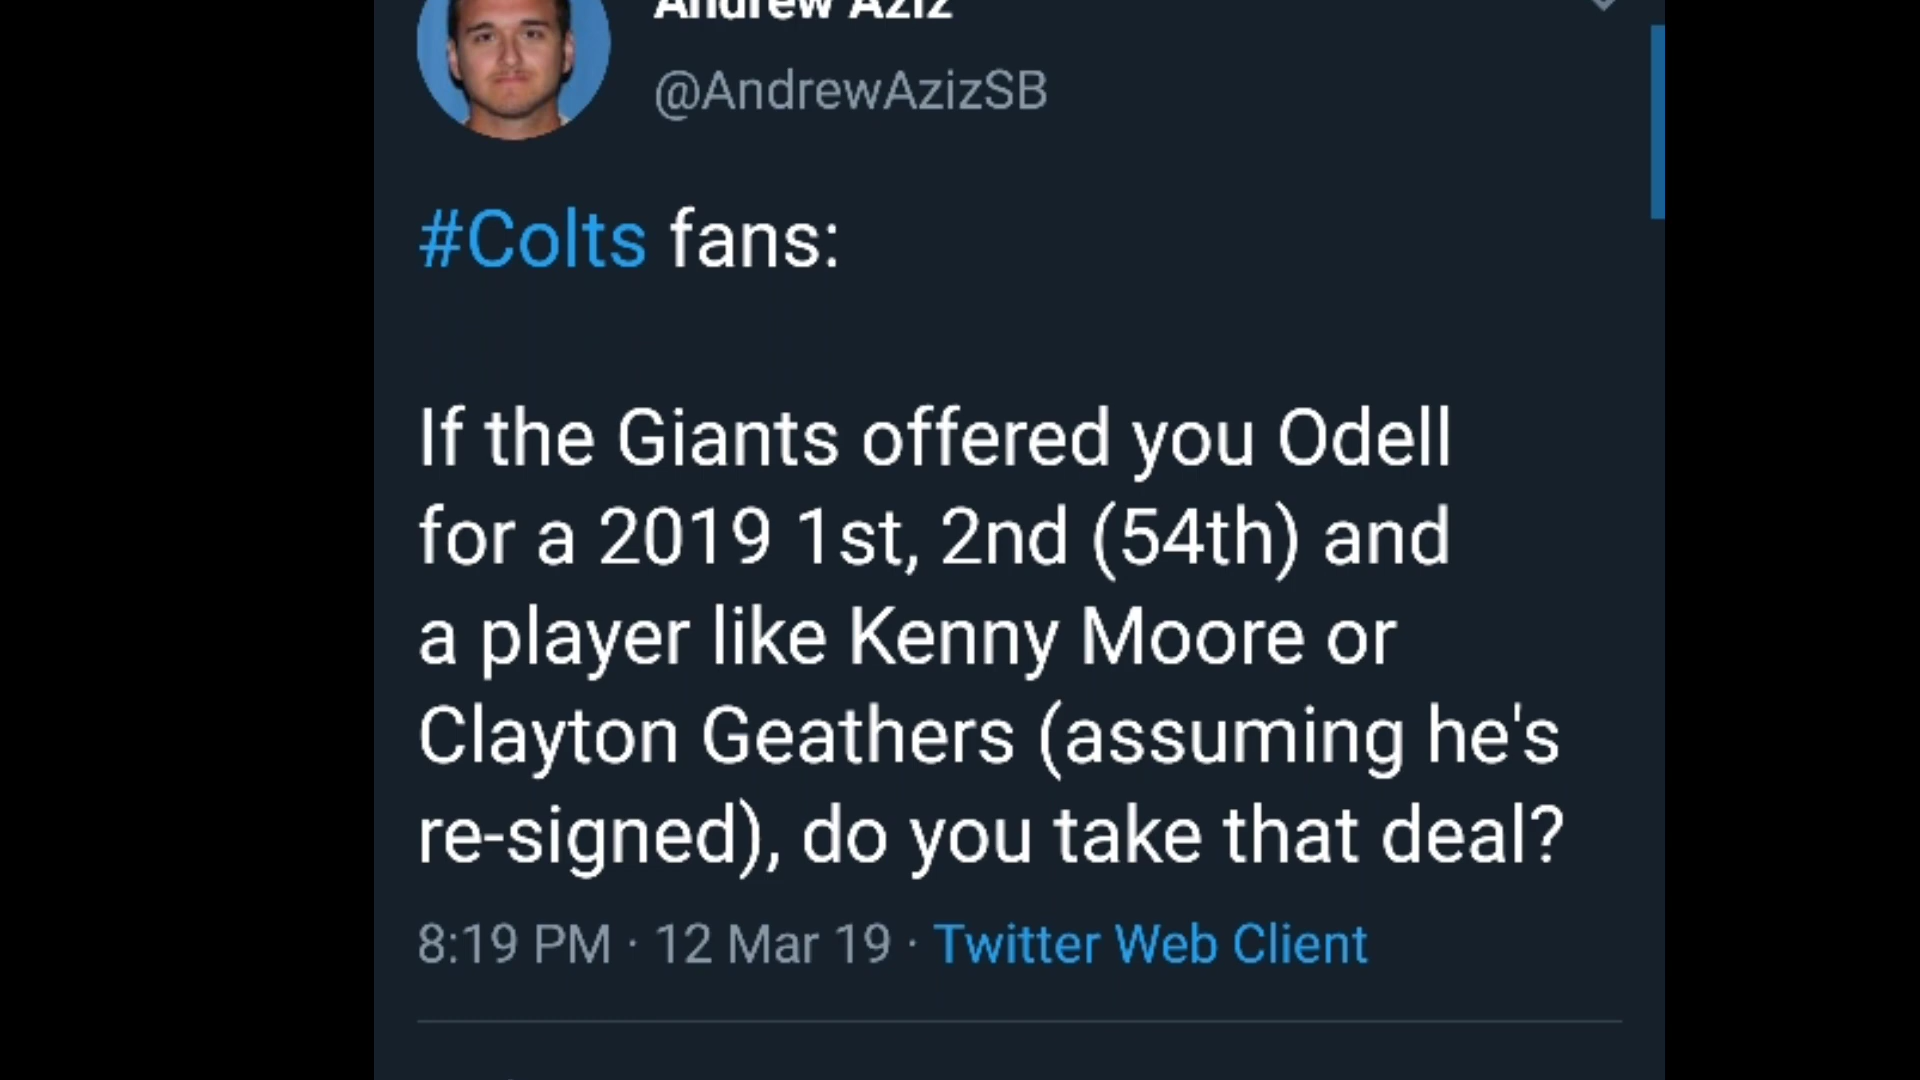 Andrew Aziz
@AndrewAzizSB
#Colts fans:
If the Giants offered you Odell
for a 2019 1st, 2nd (54th) and
a player like Kenny Moore or
Clayton Geathers (assuming he's
re-signed), do you take that deal?
8:19 PM · 12 Mar 19 · Twitter Web Client